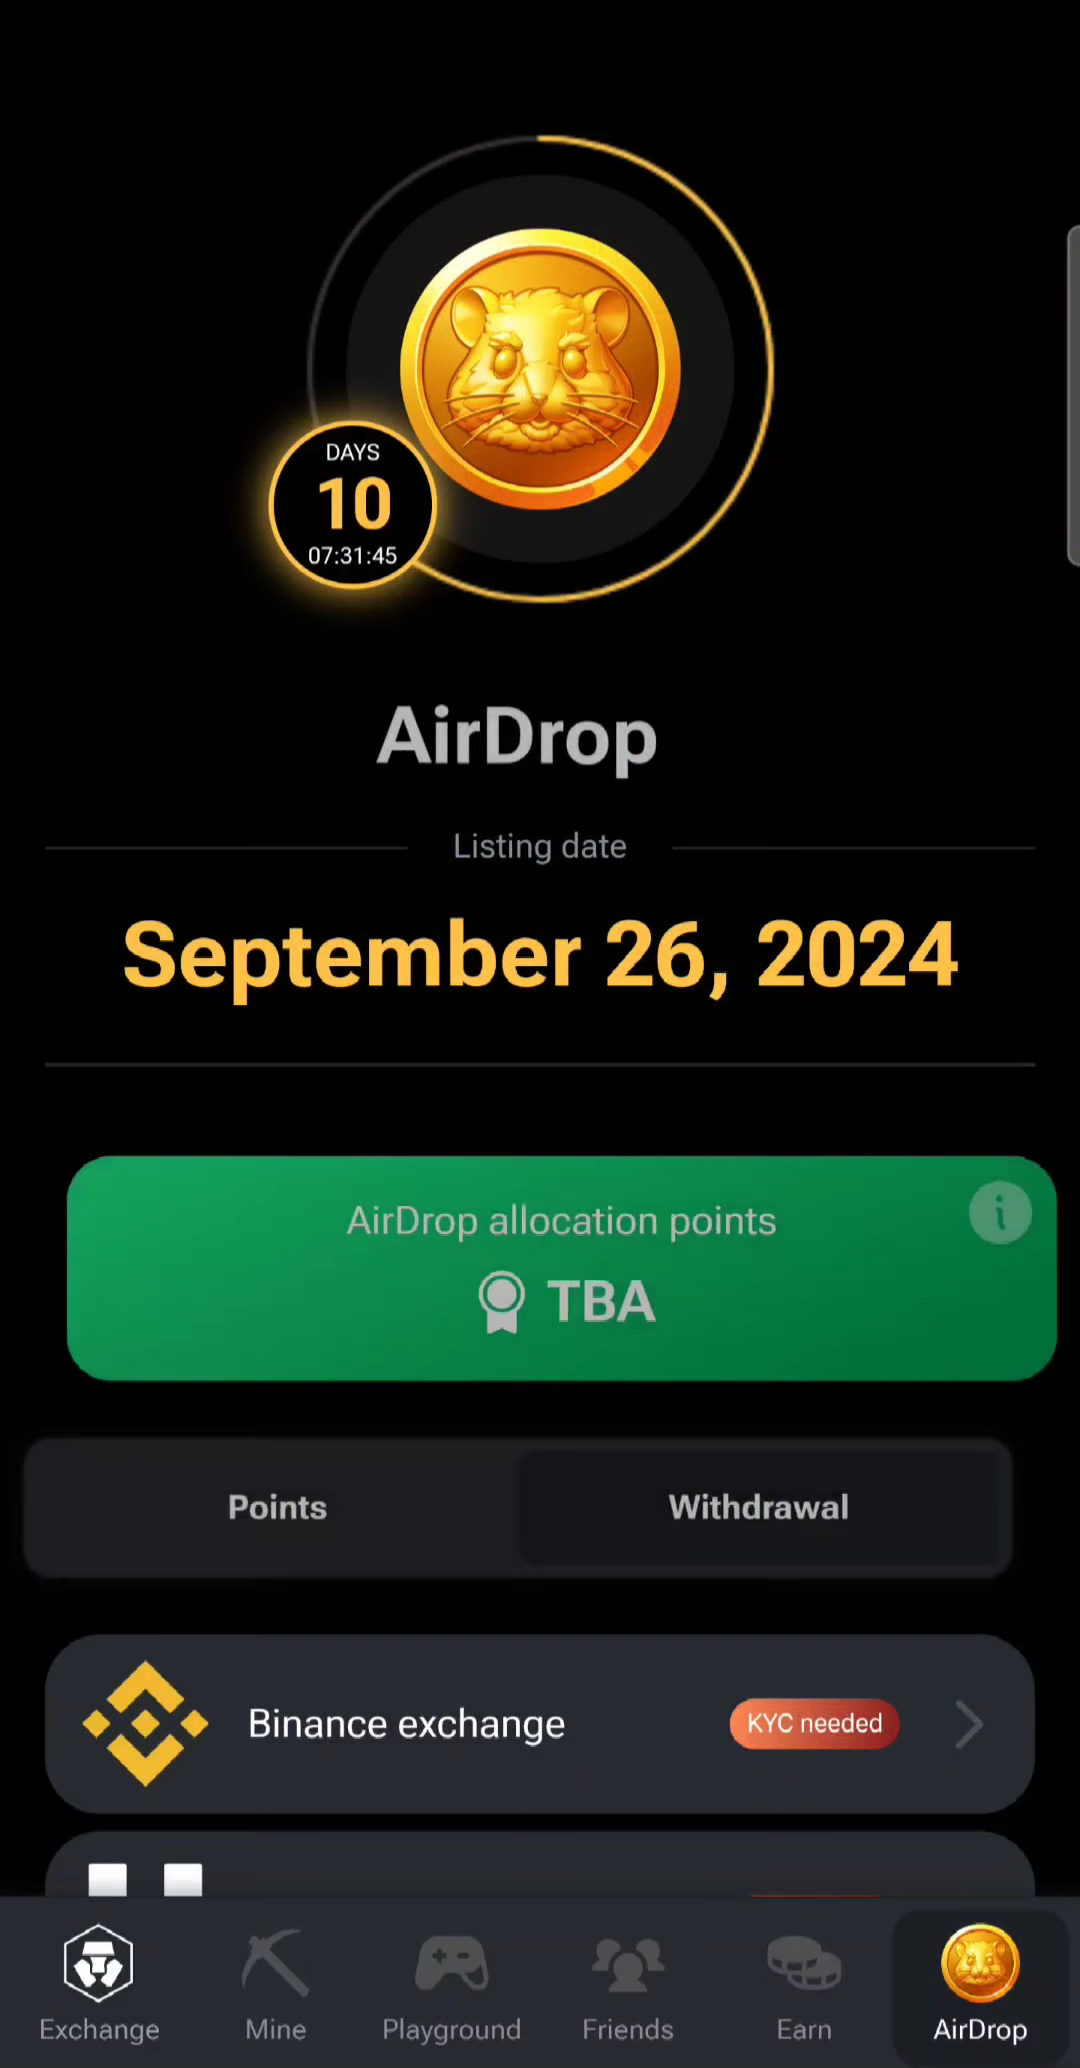 DAYS
10
07:31:45
AirDrop
Listing date
September 26, 2024
AirDrop allocation points
TBA
Points
Withdrawal
Binance exchange
KYC needed
Exchange
Mine
Playground
Friends
Earn
AirDrop